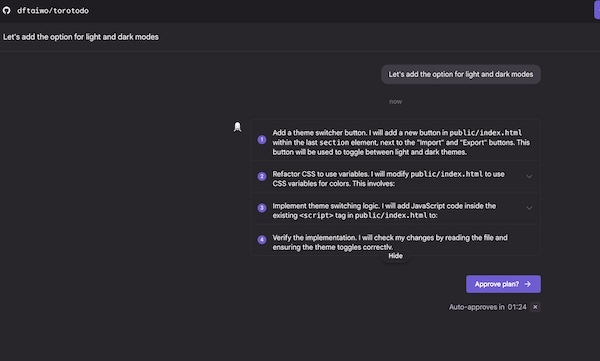 dftaiwo/torotodo
Let's add the option for light and dark modes
Let's add the option for light and dark modes
now
1 Add a theme switcher button. I will add a new button in public/index.html
within the last section element, next to the "Import" and "Export" buttons. This
button will be used to toggle between light and dark themes.
2 Refactor CSS to use variables. I will modify public/index.html to use
CSS variables for colors. This involves:
3 Implement theme switching logic. I will add JavaScript code inside the
existing <script> tag in public/index.html to:
4 Verify the implementation. I will check my changes by reading the file and
ensuring the theme toggles correctly.
Hide
Approve plan?
Auto-approves in 01:24